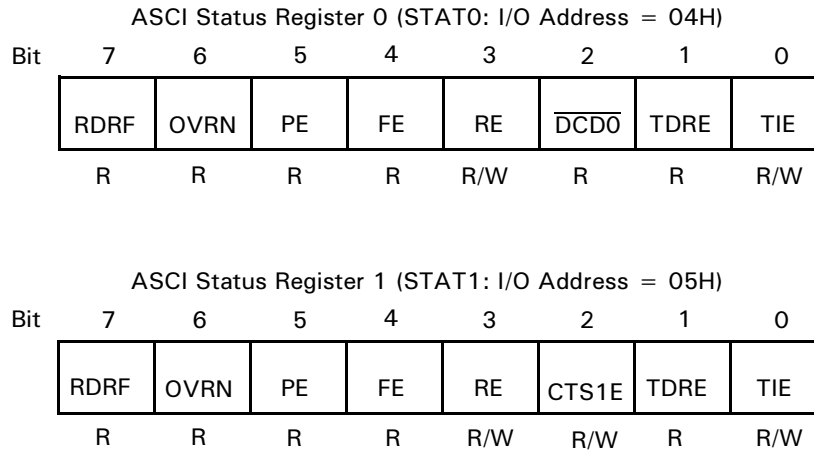 ASCI Status Register 0 (STAT0: I/O Address = 04H)
Bit 7 6 5 4 3 2 1 0
RDRF OVRN PE FE RE D̅C̅D̅0̅ TDRE TIE
R R R R R/W R R R/W
ASCI Status Register 1 (STAT1: I/O Address = 05H)
Bit 7 6 5 4 3 2 1 0
RDRF OVRN PE FE RE CTS1E TDRE TIE
R R R R R/W R/W R R/W